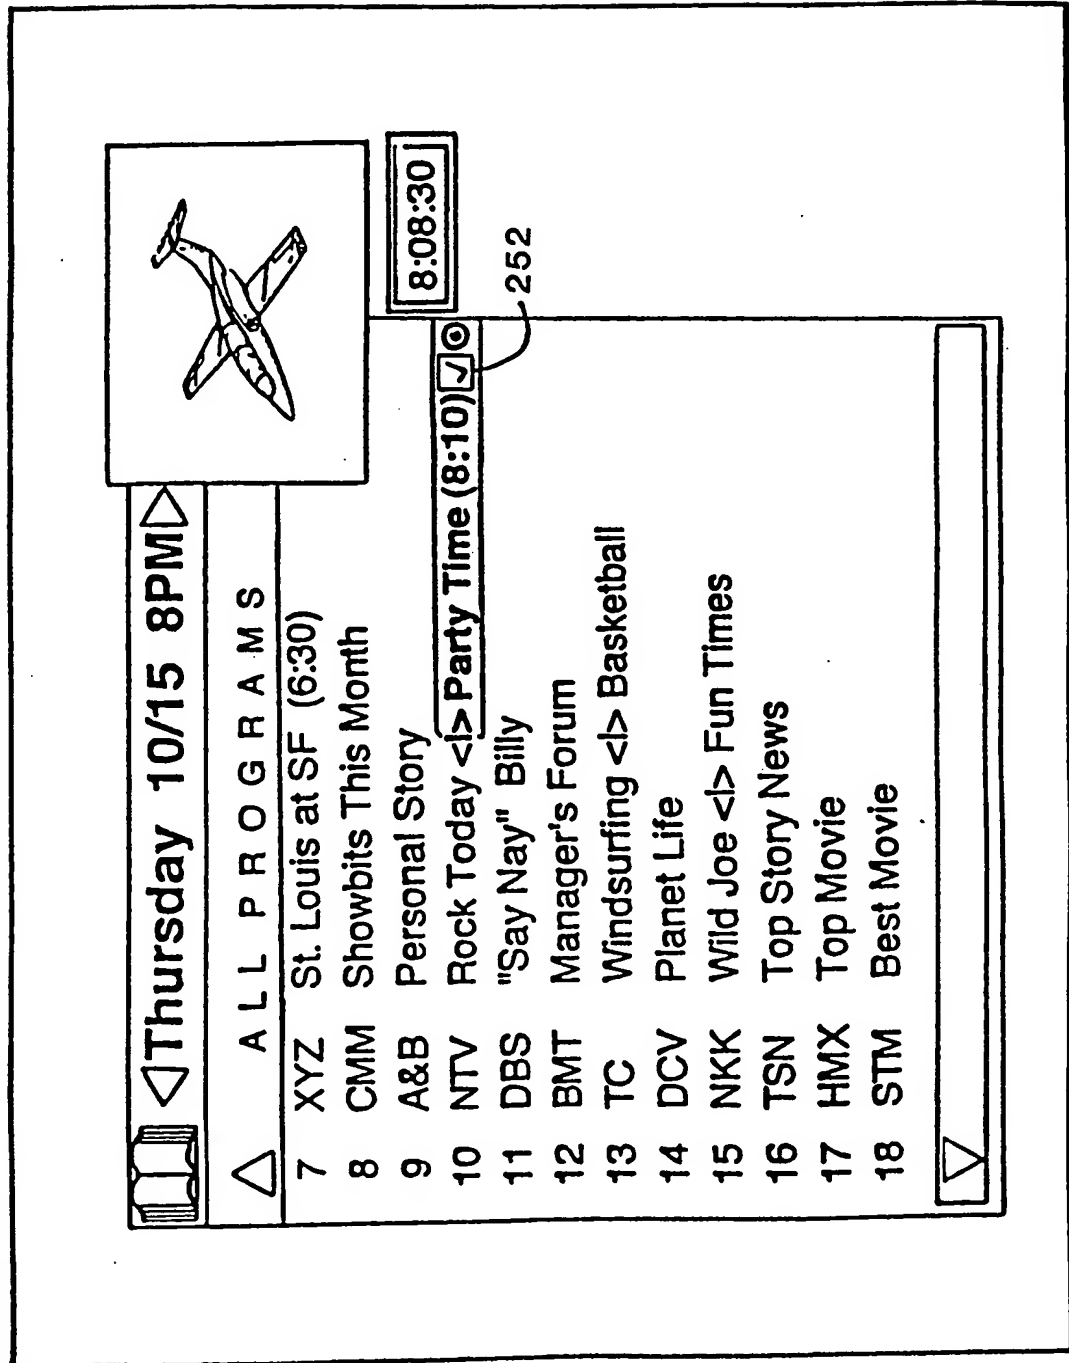 Thursday 10/15 8PM
ALL PROGRAMS
8:08:30
7 XYZ St. Louis at SF (6:30)
8 CMM Showbits This Month
9 A&B Personal Story
10 NTV Rock Today <I> Party Time (8:10)
252
11 DBS "Say Nay" Billy
12 BMT Manager's Forum
13 TC Windsurfing <I> Basketball
14 DCV Planet Life
15 NKK Wild Joe <I> Fun Times
16 TSN Top Story News
17 HMX Top Movie
18 STM Best Movie